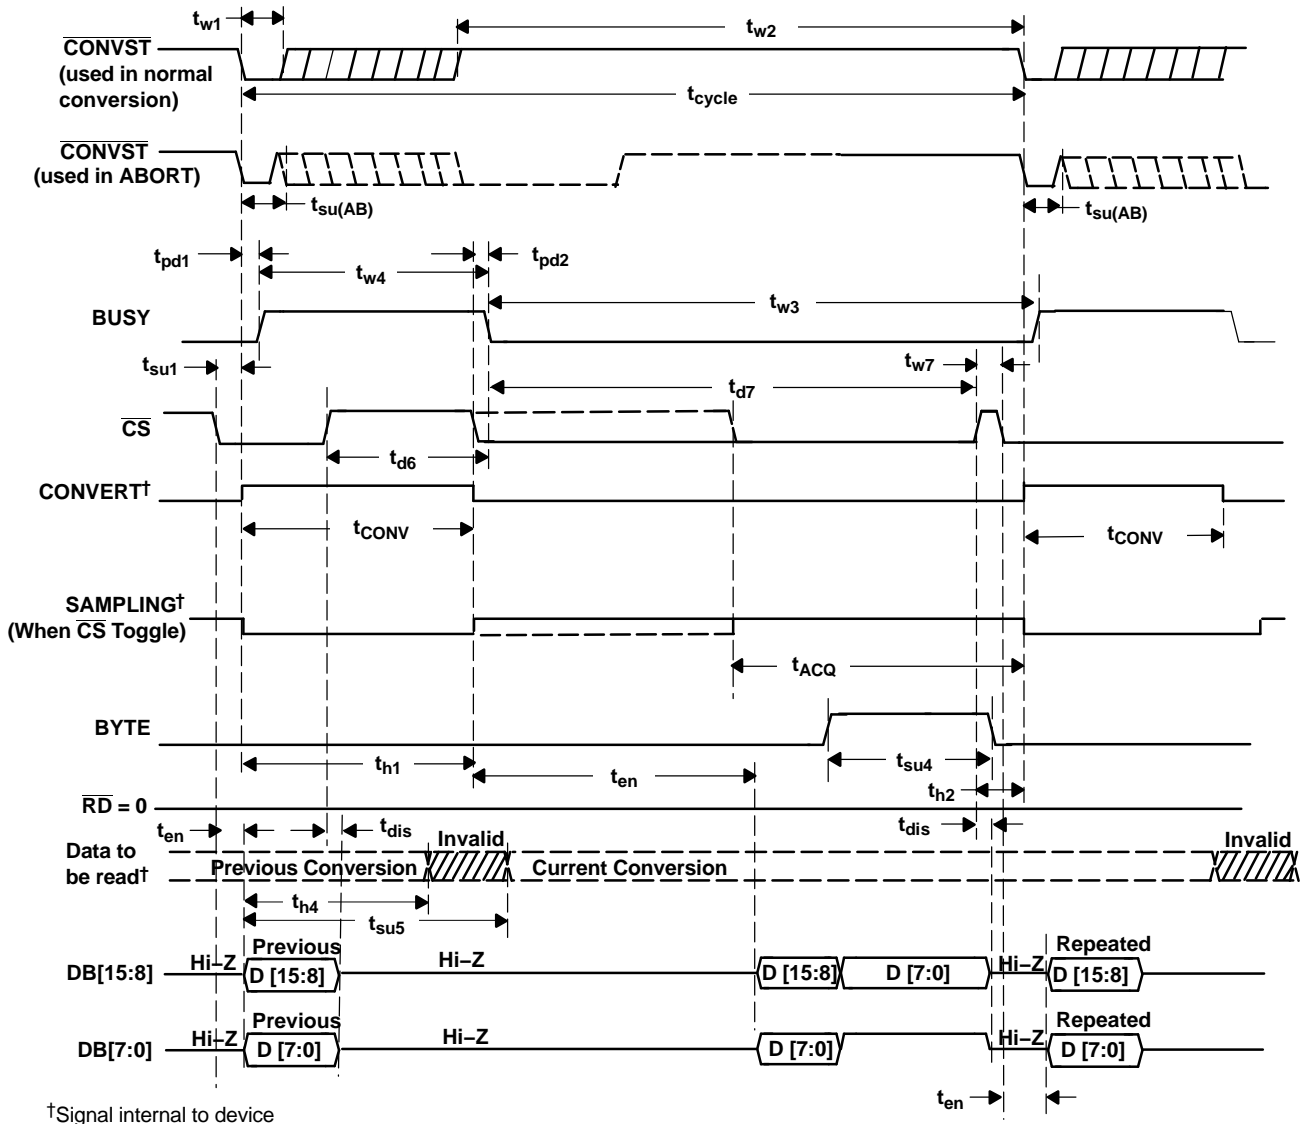 tw1
tw2
CONVST
(used in normal
conversion)
tcycle
CONVST
(used in ABORT)
tsu(AB)
tsu(AB)
tpd1
tw4
tpd2
tw3
BUSY
tsu1
tw7
td7
CS
td6
CONVERT†
tCONV
tCONV
SAMPLING†
(When CS Toggle)
tACQ
BYTE
th1
ten
tsu4
th2
RD = 0
ten
tdis
tdis
Data to
be read†
Previous Conversion
Invalid
Current Conversion
Invalid
th4
tsu5
DB[15:8]
Hi–Z
Previous
D [15:8]
Hi–Z
D [15:8]
D [7:0]
Hi–Z
Repeated
D [15:8]
DB[7:0]
Hi–Z
Previous
D [7:0]
Hi–Z
D [7:0]
Hi–Z
Repeated
D [7:0]
ten
†Signal internal to device